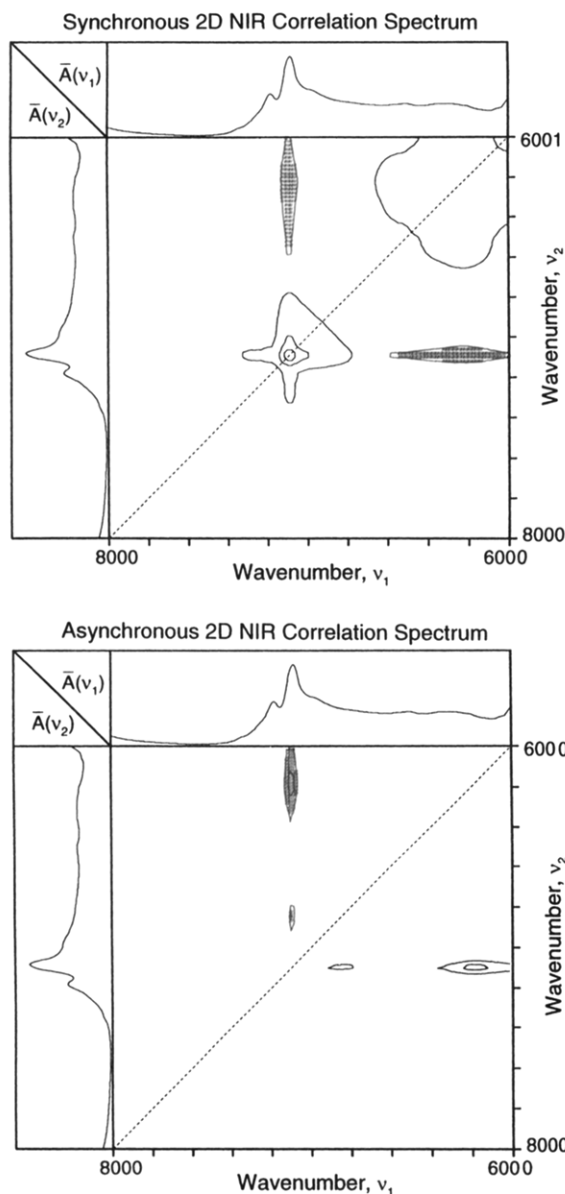 Synchronous 2D NIR Correlation Spectrum
Ā(ν₁)
Ā(ν₂)
6001
Wavenumber, ν₂
8000
8000
6000
Wavenumber, ν₁
Asynchronous 2D NIR Correlation Spectrum
Ā(ν₁)
Ā(ν₂)
6000
Wavenumber, ν₂
8000
8000
6000
Wavenumber, ν₁